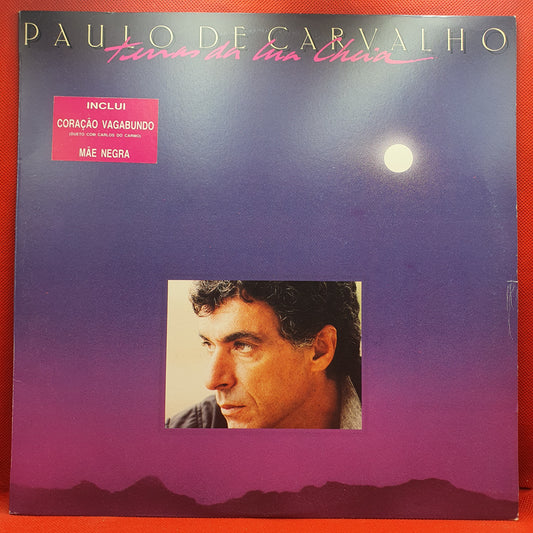 PAULO DE CARVALHO
Terras da Lua Cheia
INCLUI
CORAÇÃO VAGABUNDO
(DUETO COM CARLOS DO CARMO)
MÃE NEGRA